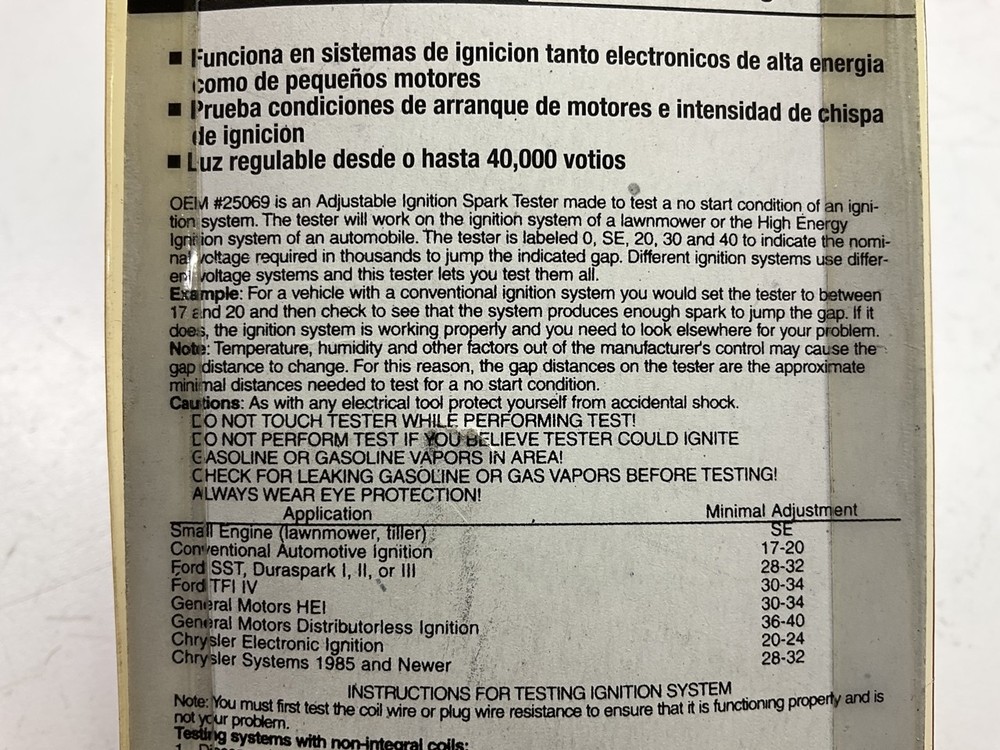 ■ Funciona en sistemas de ignicion tanto electronicos de alta energia
como de pequeños motores
■ Prueba condiciones de arranque de motores e intensidad de chispa
de ignición
■ Luz regulable desde o hasta 40,000 votios
OEM #25069 is an Adjustable Ignition Spark Tester made to test a no start condition of an igni-
tion system. The tester will work on the ignition system of a lawnmower or the High Energy
Ignition system of an automobile. The tester is labeled 0, SE, 20, 30 and 40 to indicate the nomi-
nal voltage required in thousands to jump the indicated gap. Different ignition systems use differ-
ent voltage systems and this tester lets you test them all.
Example: For a vehicle with a conventional ignition system you would set the tester to between
17 and 20 and then check to see that the system produces enough spark to jump the gap. If it
does, the ignition system is working properly and you need to look elsewhere for your problem.
Note: Temperature, humidity and other factors out of the manufacturer's control may cause the
gap distance to change. For this reason, the gap distances on the tester are the approximate
minimal distances needed to test for a no start condition.
Cautions: As with any electrical tool protect yourself from accidental shock.
DO NOT TOUCH TESTER WHILE PERFORMING TEST!
DO NOT PERFORM TEST IF YOU BELIEVE TESTER COULD IGNITE
GASOLINE OR GASOLINE VAPORS IN AREA!
CHECK FOR LEAKING GASOLINE OR GAS VAPORS BEFORE TESTING!
ALWAYS WEAR EYE PROTECTION!
Application Minimal Adjustment
Small Engine (lawnmower, tiller) SE
Conventional Automotive Ignition 17-20
Ford SST, Duraspark I, II, or III 28-32
Ford TFI IV 30-34
General Motors HEI 30-34
General Motors Distributorless Ignition 36-40
Chrysler Electronic Ignition 20-24
Chrysler Systems 1985 and Newer 28-32
INSTRUCTIONS FOR TESTING IGNITION SYSTEM
Note: You must first test the coil wire or plug wire resistance to ensure that it is functioning properly and is
not your problem.
Testing systems with non-integral coils:
1.